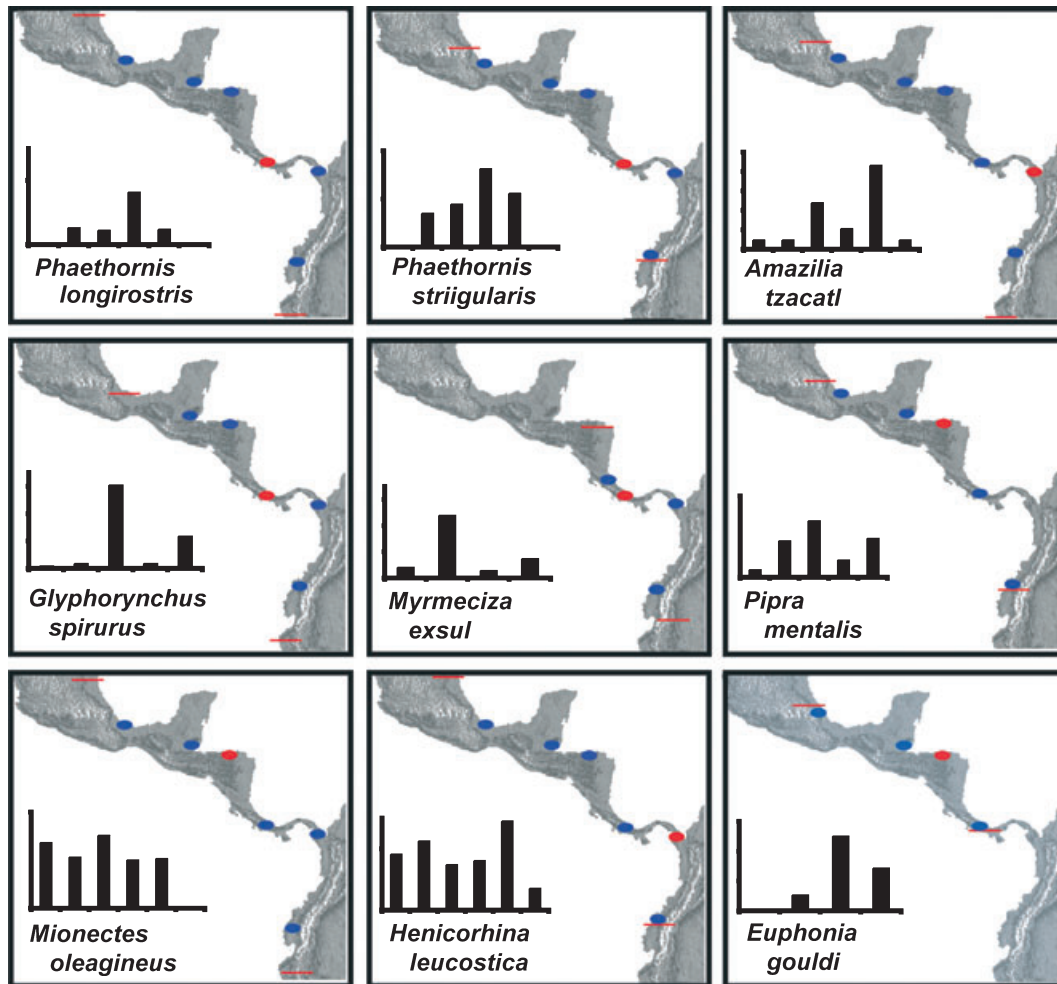 Phaethornis
longirostris
Phaethornis
striigularis
Amazilia
tzacatl
Glyphorynchus
spirurus
Myrmeciza
exsul
Pipra
mentalis
Mionectes
oleagineus
Henicorhina
leucostica
Euphonia
gouldi